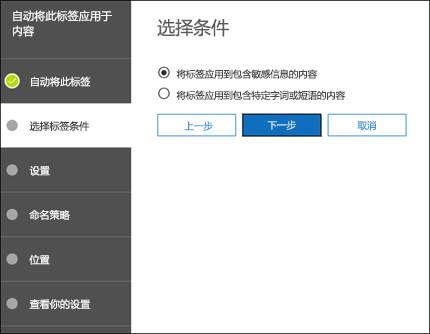 自动将此标签应用于
内容
自动将此标签
选择标签条件
设置
命名策略
位置
查看你的设置
选择条件
将标签应用到包含敏感信息的内容
将标签应用到包含特定字词或短语的内容
上一步
下一步
取消